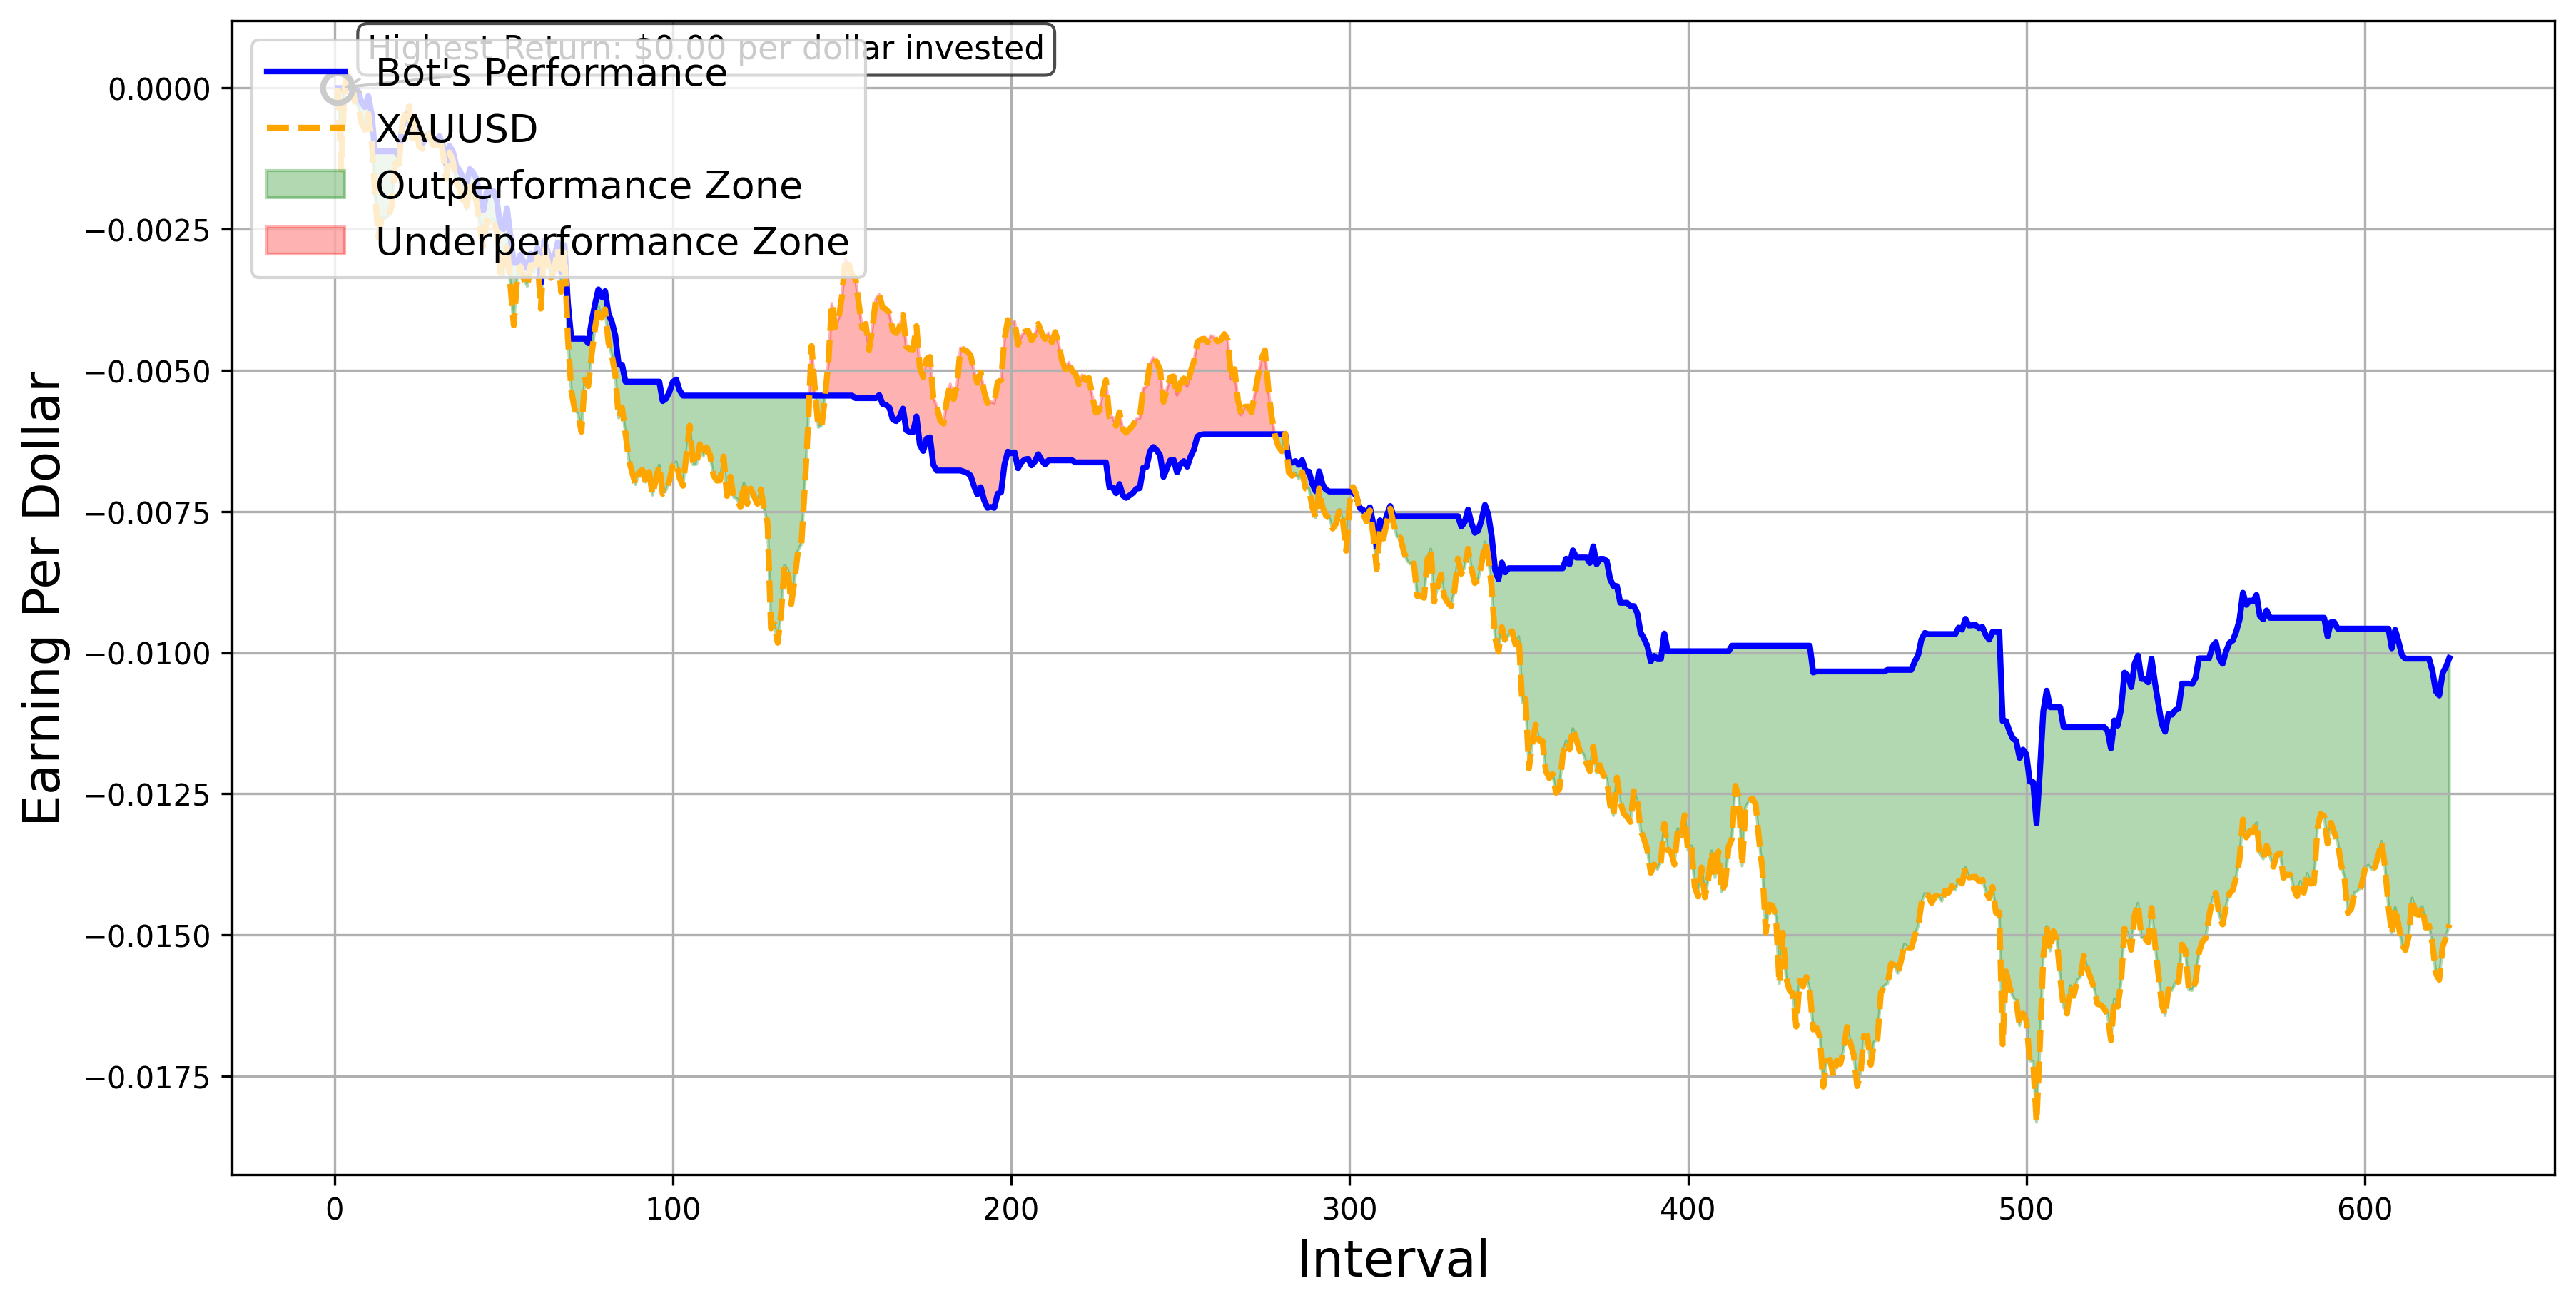 Highest Return: $0.00 per dollar invested
Bot's Performance
XAUUSD
Outperformance Zone
Underperformance Zone
Earning Per Dollar
0.0000
−0.0025
−0.0050
−0.0075
−0.0100
−0.0125
−0.0150
−0.0175
0 100 200 300 400 500 600
Interval